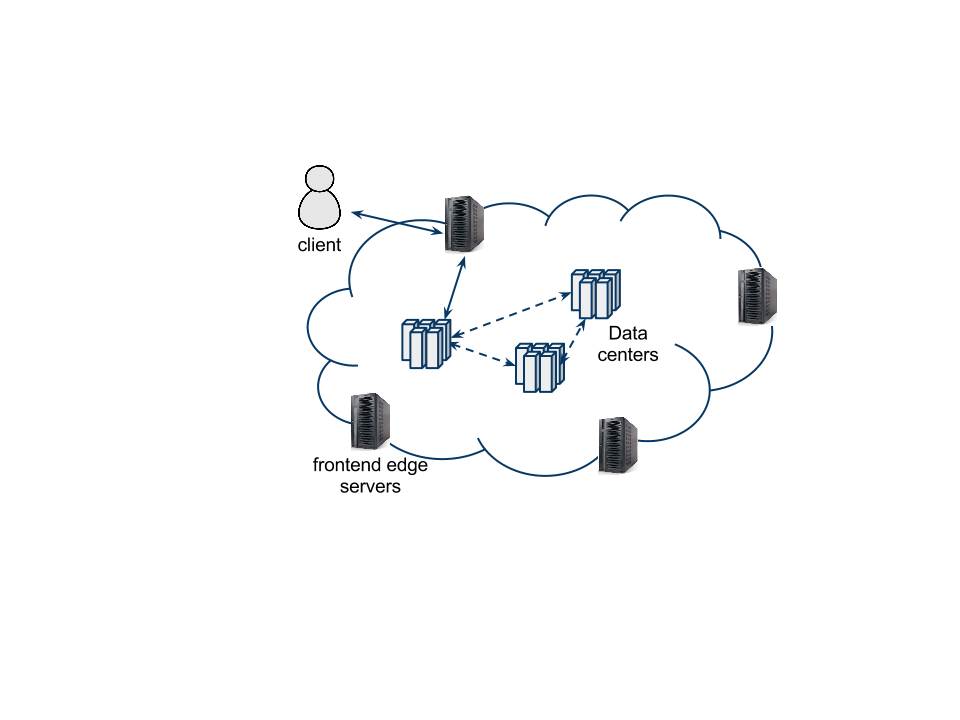 client
Data
centers
frontend edge
servers